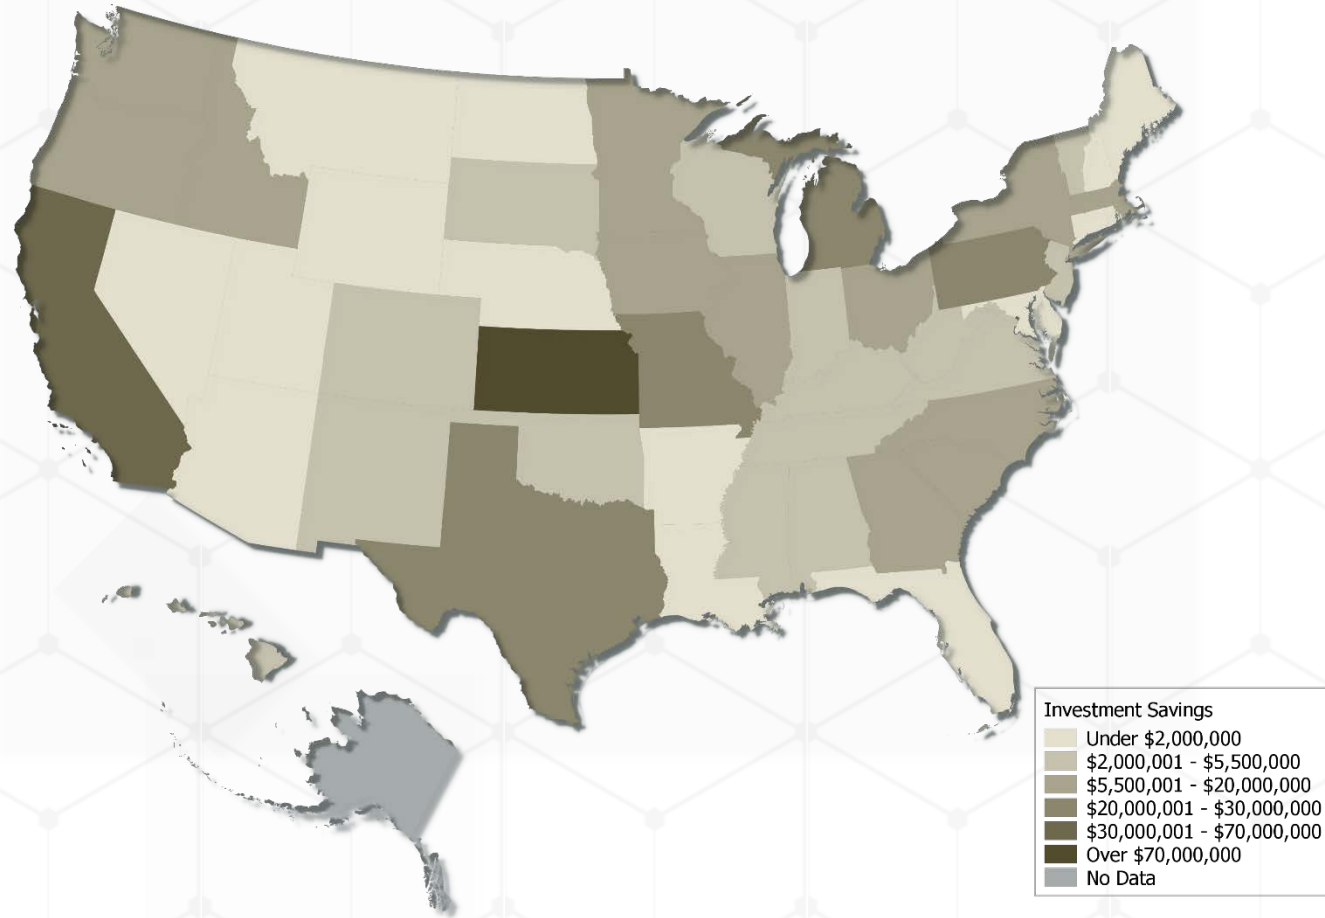 Investment Savings
Under $2,000,000
$2,000,001 - $5,500,000
$5,500,001 - $20,000,000
$20,000,001 - $30,000,000
$30,000,001 - $70,000,000
Over $70,000,000
No Data